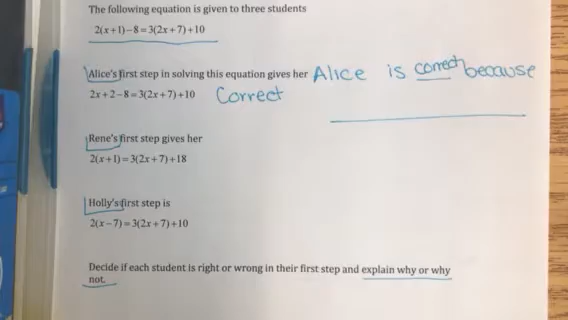 The following equation is given to three students
2(x+1)−8=3(2x+7)+10
Alice's first step in solving this equation gives her Alice is correct because
2x+2−8=3(2x+7)+10 Correct
Rene's first step gives her
2(x+1)=3(2x+7)+18
Holly's first step is
2(x−7)=3(2x+7)+10
Decide if each student is right or wrong in their first step and explain why or why
not.